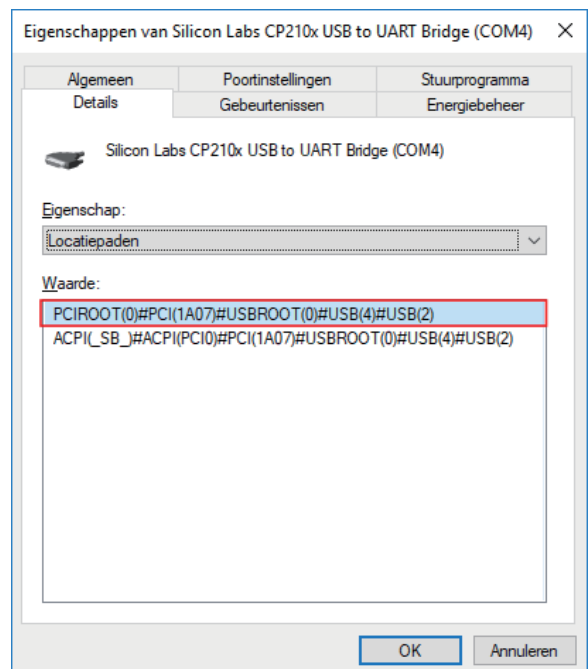 Eigenschappen van Silicon Labs CP210x USB to UART Bridge (COM4)
Algemeen Poortinstellingen Stuurprogramma
Details Gebeurtenissen Energiebeheer
Silicon Labs CP210x USB to UART Bridge (COM4)
Eigenschap:
Locatiepaden
Waarde:
PCIROOT(0)#PCI(1A07)#USBROOT(0)#USB(4)#USB(2)
ACPI(_SB_)#ACPI(PCI0)#PCI(1A07)#USBROOT(0)#USB(4)#USB(2)
OK Annuleren